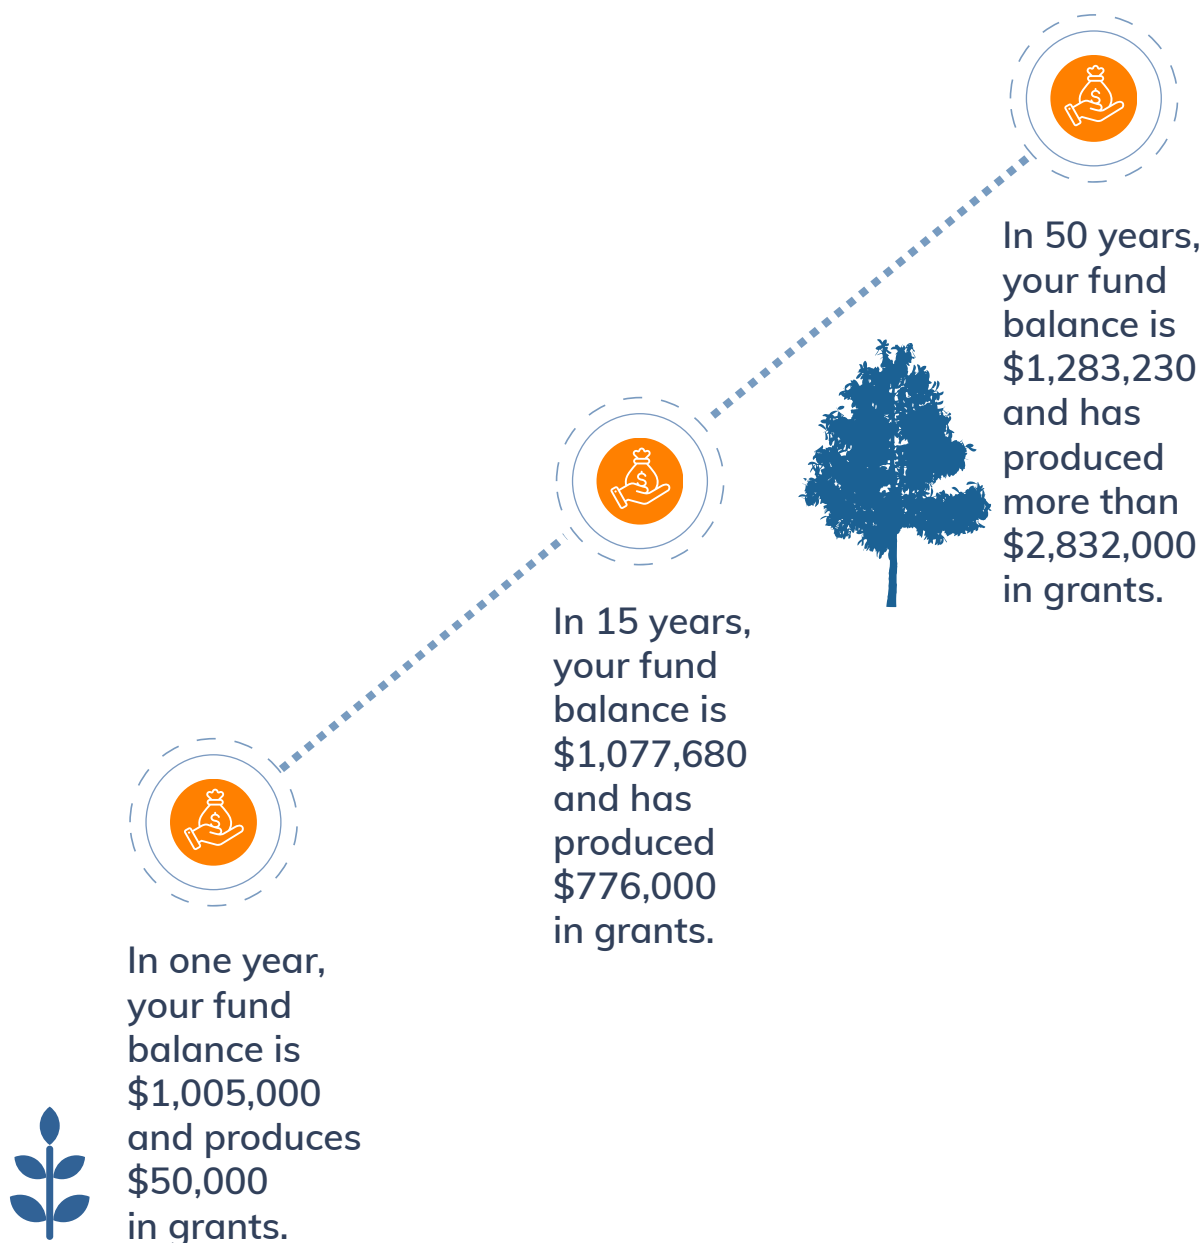 In 50 years,
your fund
balance is
$1,283,230
and has
produced
more than
$2,832,000
in grants.
In 15 years,
your fund
balance is
$1,077,680
and has
produced
$776,000
in grants.
In one year,
your fund
balance is
$1,005,000
and produces
$50,000
in grants.